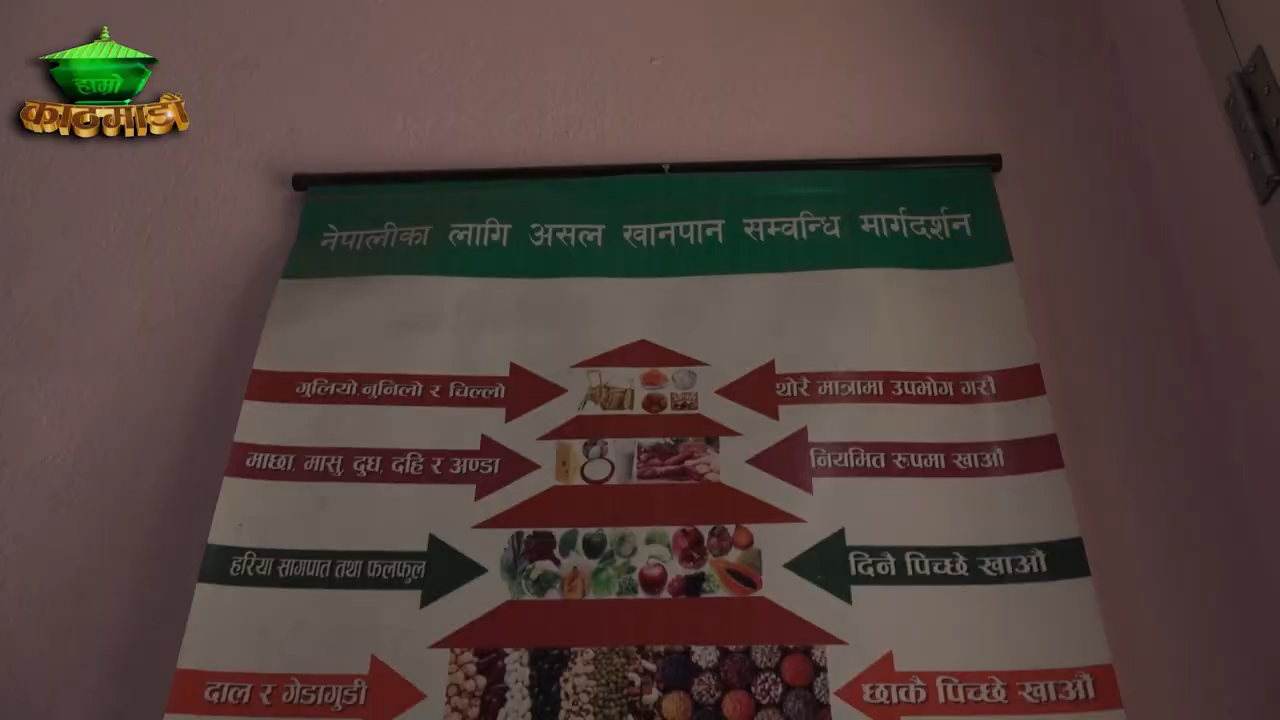 हाम्रो
काठमाडौं
नेपालीका लागि असल खानपान सम्वन्धि मार्गदर्शन
गुलियो, नुनिलो र चिल्लो
थोरै मात्रामा उपभोग गरौं
माछा, मासु, दुध, दहि र अण्डा
नियमित रुपमा खाऔं
हरिया सागपात तथा फलफुल
दिनै पिच्छे खाऔं
दाल र गेडागुडी
छाकै पिच्छे खाऔं